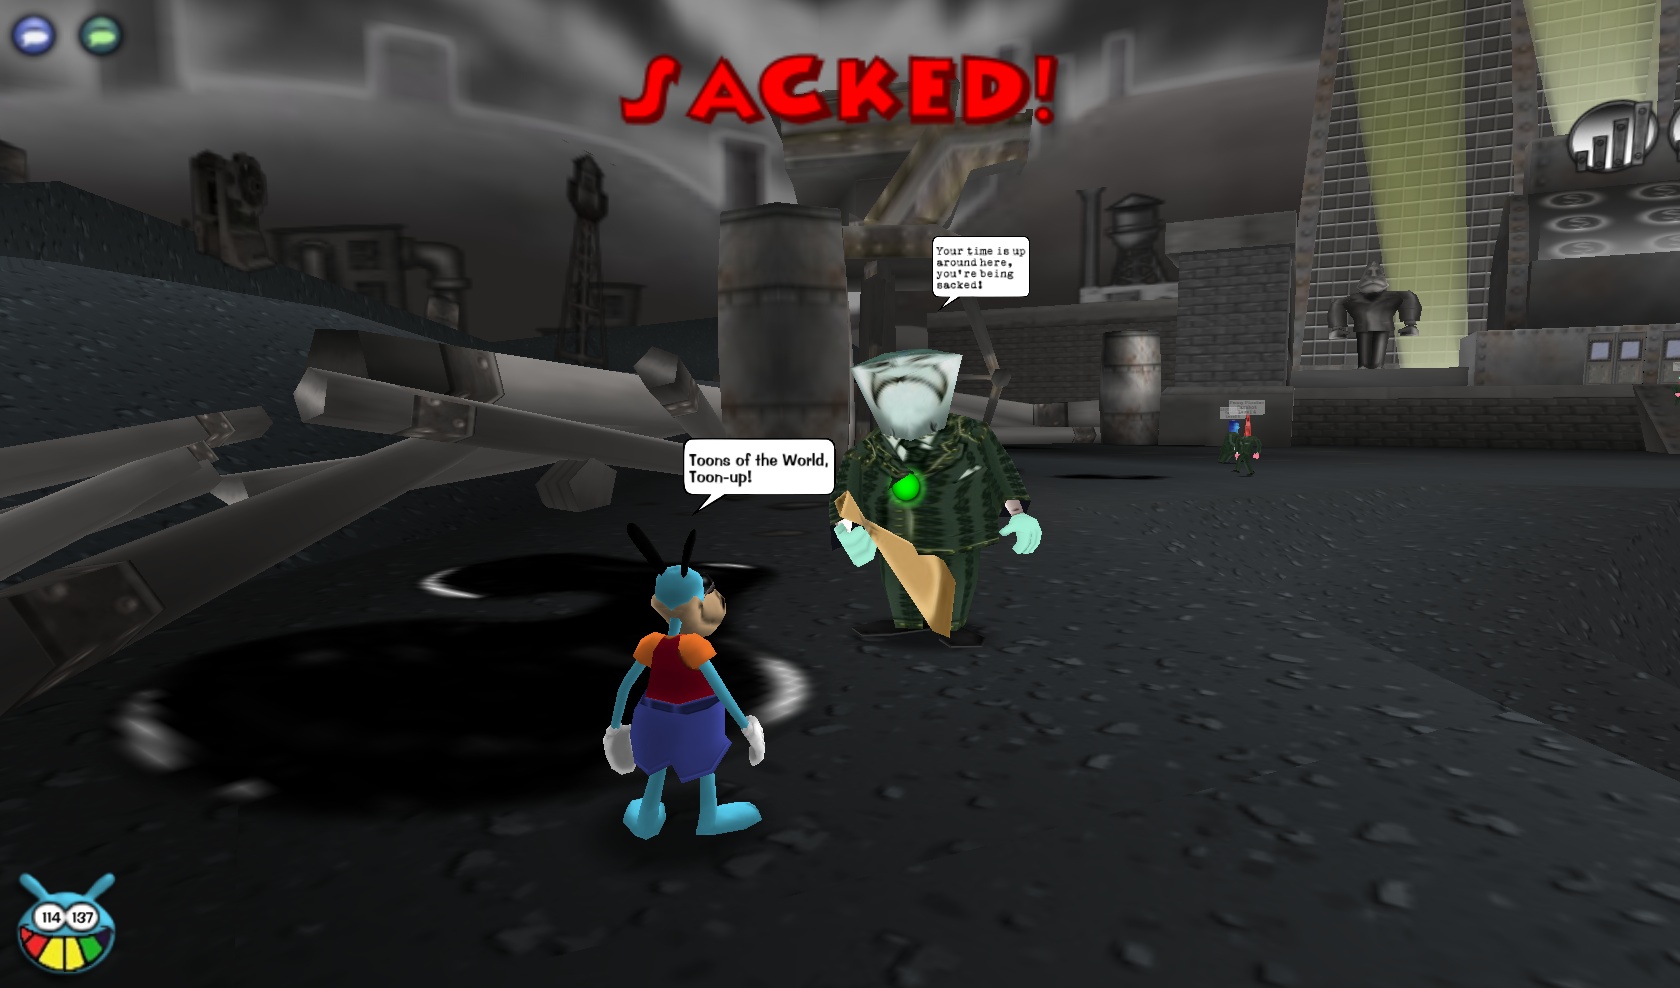 SACKED!
Your time is up
around here,
you're being
sacked!
Toons of the World,
Toon-up!
114 137